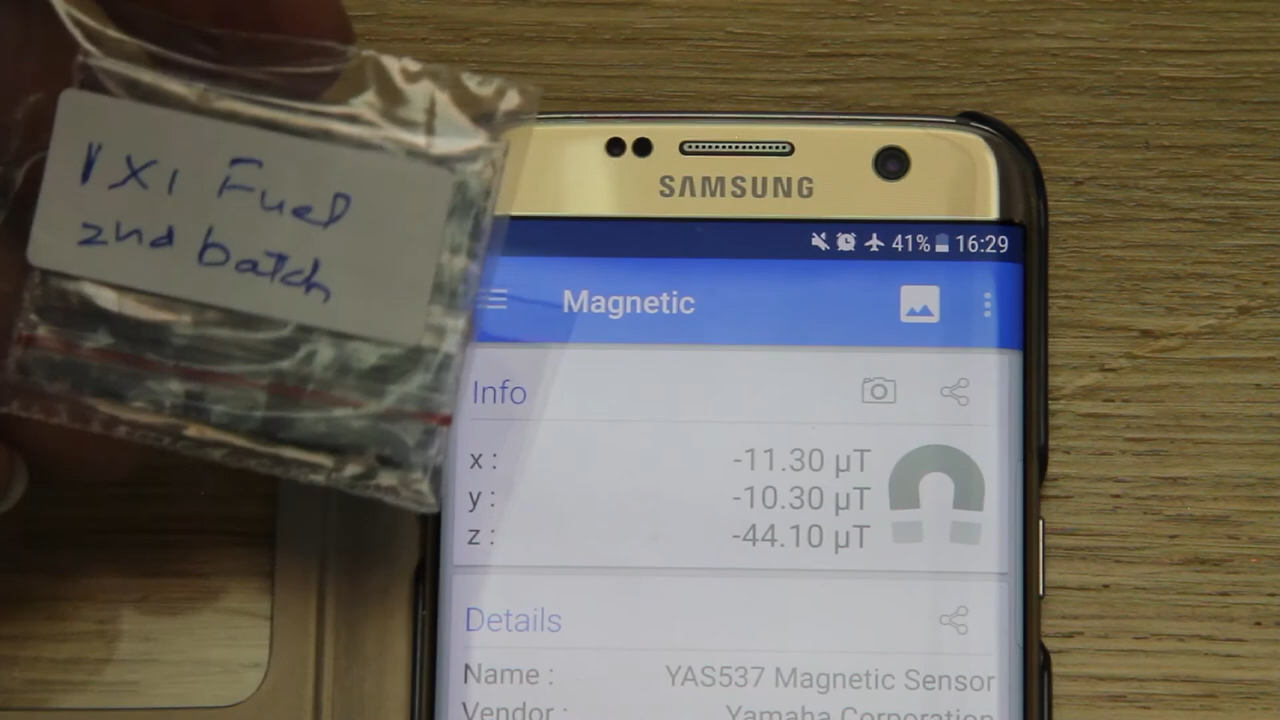 1X1 Fuel
2nd batch
SAMSUNG
41% 16:29
Magnetic
Info
x : -11.30 µT
y : -10.30 µT
z : -44.10 µT
Details
Name : YAS537 Magnetic Sensor
Vendor : Yamaha Corporation